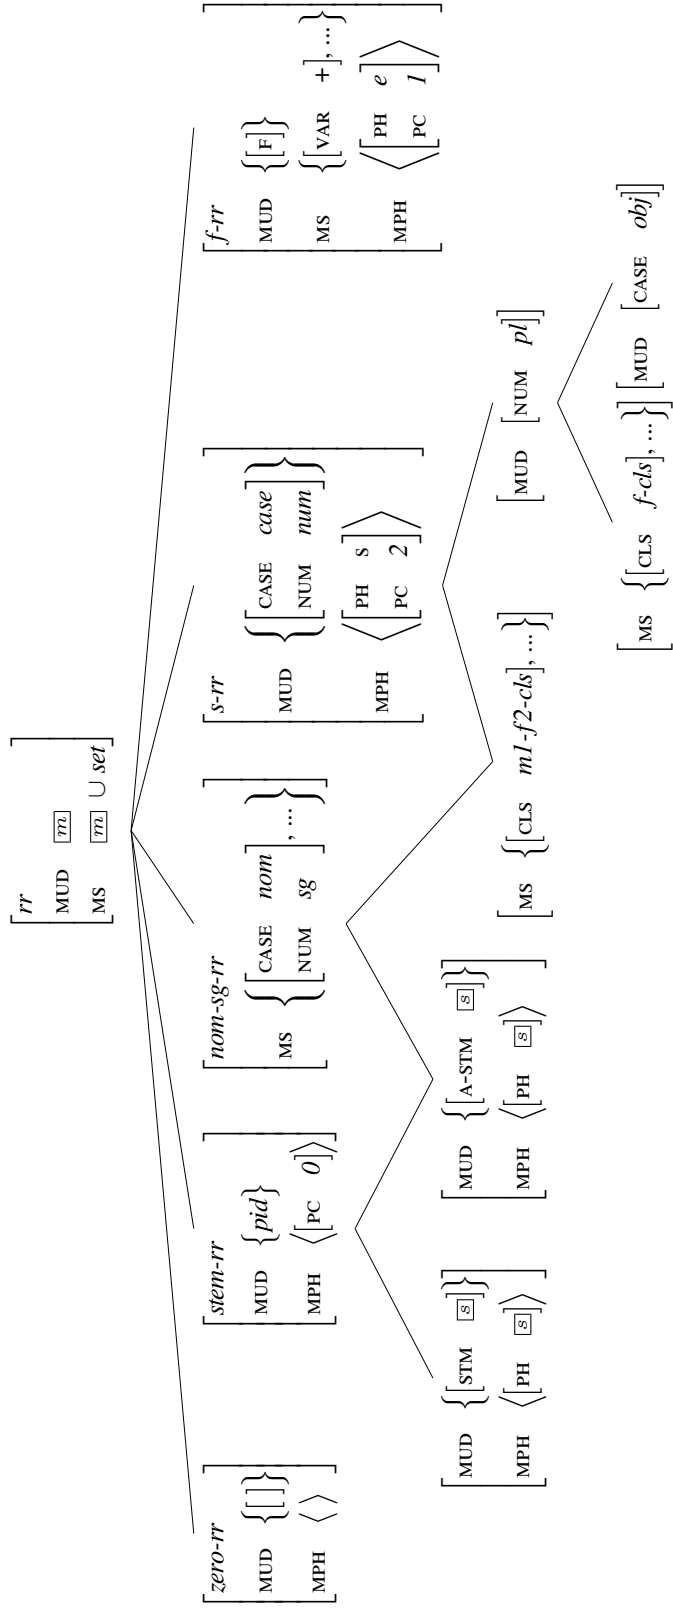 rr
MUD m
MS m ∪ set
zero-rr
MUD {[ ]}
MPH ⟨⟩
stem-rr
MUD {pid}
MPH ⟨[PC 0]⟩
nom-sg-rr
MS {[CASE nom
NUM sg], ...}
s-rr
MUD {[CASE case
NUM num]}
MPH ⟨[PH s
PC 2]⟩
f-rr
MUD {[F]}
MS {[VAR +], ...}
MPH ⟨[PH e
PC 1]⟩
MUD {[STM s]}
MPH ⟨[PH s]⟩
MUD {[A-STM s]}
MPH ⟨[PH s]⟩
[MS {[CLS m1-f2-cls], ...}]
[MUD [NUM pl]]
[MS {[CLS f-cls], ...}]
[MUD [CASE obj]]